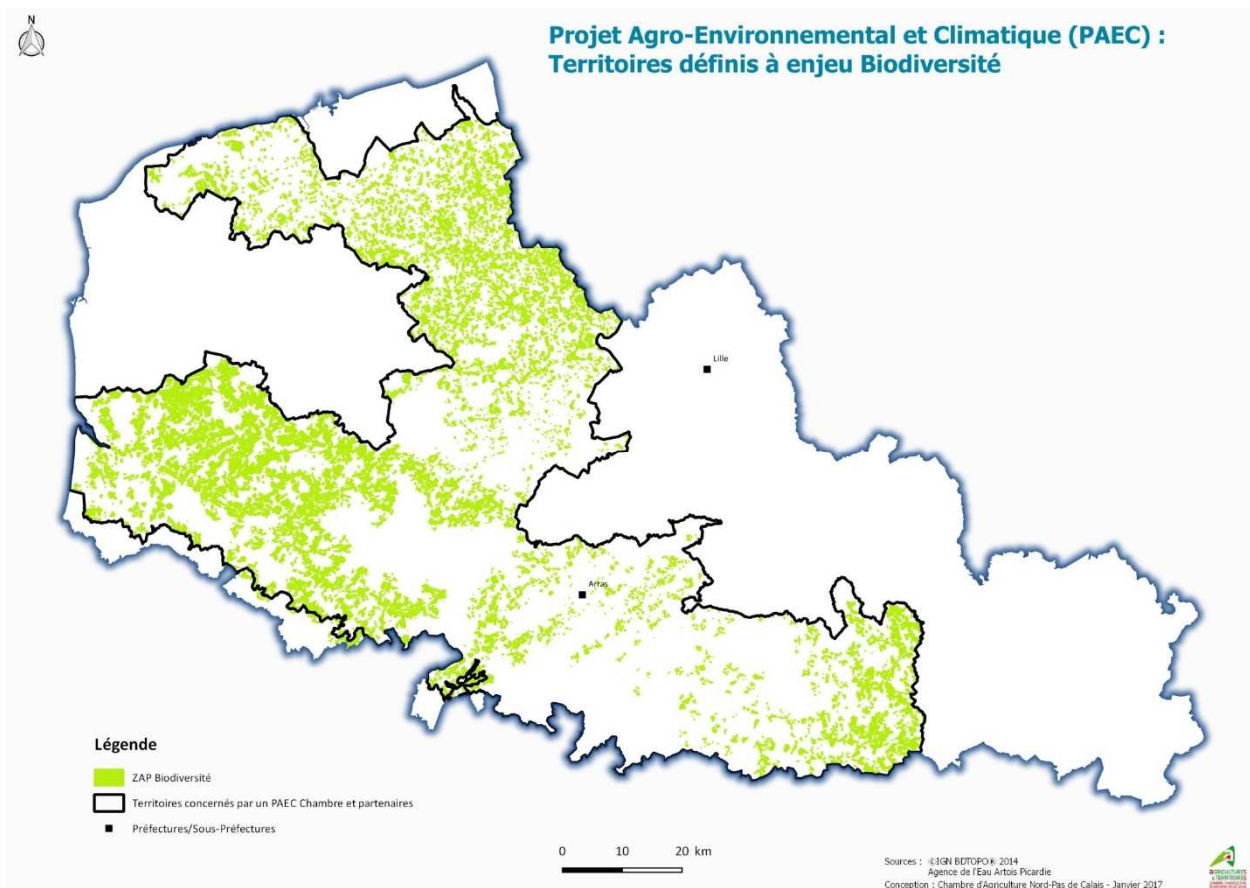 N
Projet Agro-Environnemental et Climatique (PAEC) :
Territoires définis à enjeu Biodiversité
Lille
Arras
Légende
ZAP Biodiversité
Territoires concernés par un PAEC Chambre et partenaires
Préfectures/Sous-Préfectures
0 10 20 km
Sources : ©IGN BDTOPO® 2014
Agence de l'Eau Artois Picardie
Conception : Chambre d'Agriculture Nord-Pas de Calais - Janvier 2017
AGRICULTURES
& TERRITOIRES